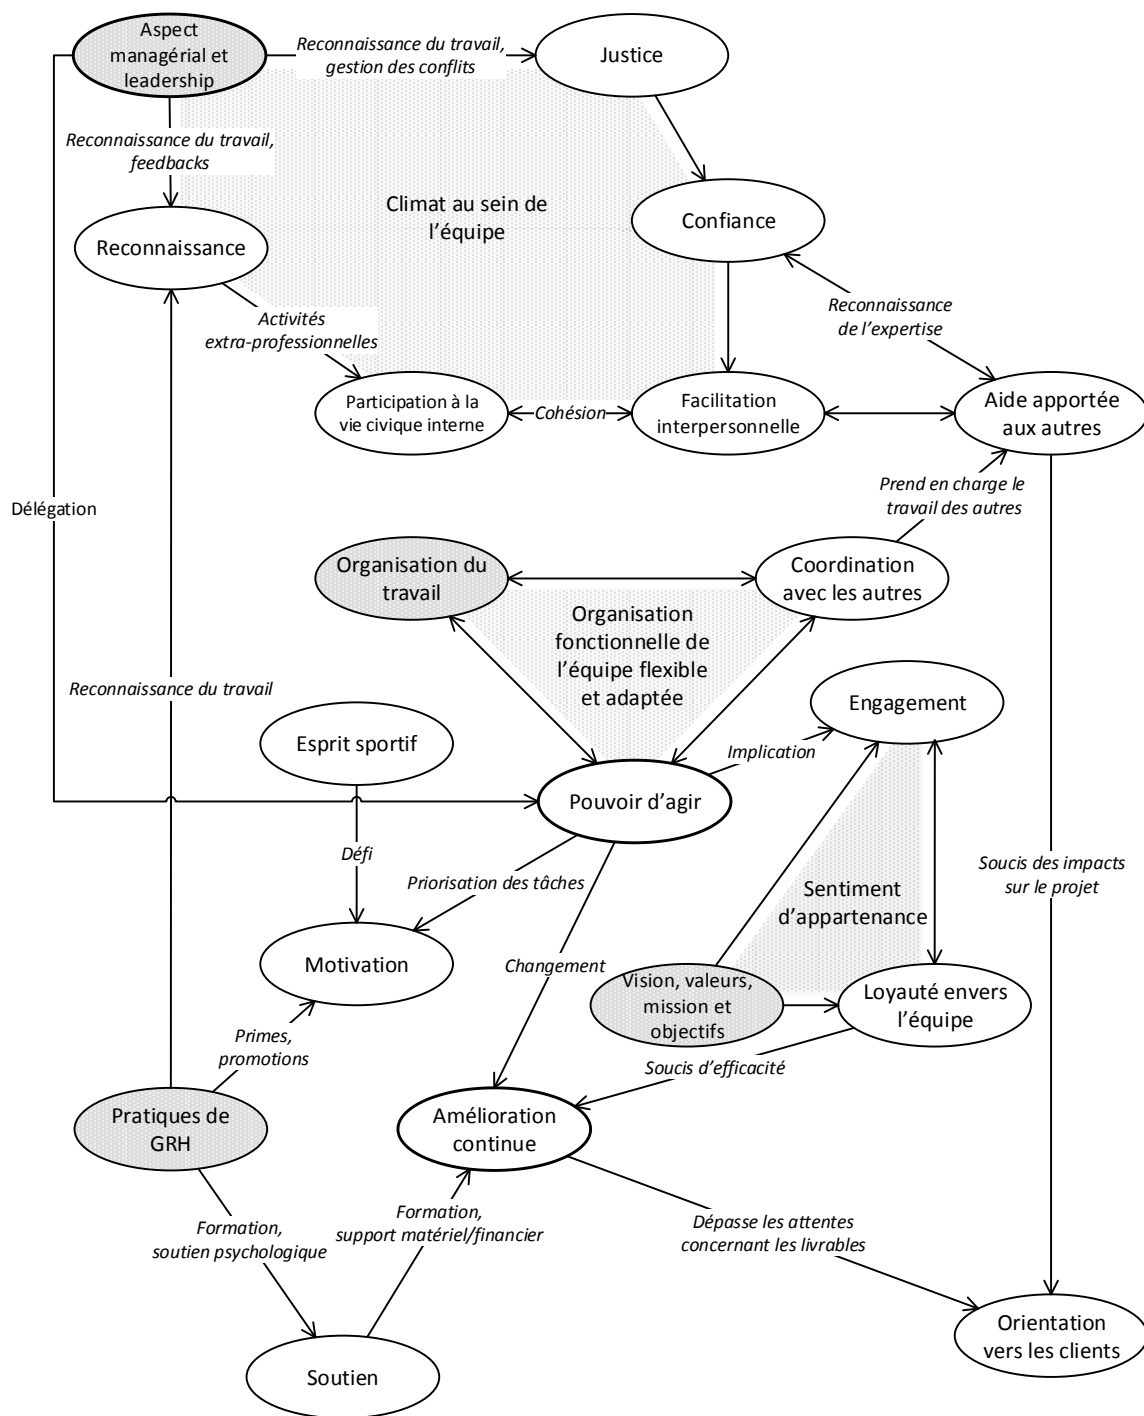 Aspect
managérial et
leadership
Reconnaissance du travail,
gestion des conflits
Justice
Reconnaissance du travail,
feedbacks
Climat au sein de
l'équipe
Confiance
Reconnaissance
Activités
extra-professionnelles
Reconnaissance
de l'expertise
Participation à la
vie civique interne
Cohésion
Facilitation
interpersonnelle
Aide apportée
aux autres
Délégation
Prend en charge le
travail des autres
Organisation du
travail
Coordination
avec les autres
Organisation
fonctionnelle de
l'équipe flexible
et adaptée
Reconnaissance du travail
Engagement
Esprit sportif
Implication
Pouvoir d'agir
Défi
Priorisation des tâches
Soucis des impacts
sur le projet
Sentiment
d'appartenance
Motivation
Changement
Vision, valeurs,
mission et
objectifs
Loyauté envers
l'équipe
Primes,
promotions
Soucis d'efficacité
Pratiques de
GRH
Amélioration
continue
Formation,
soutien psychologique
Formation,
support matériel/financier
Dépasse les attentes
concernant les livrables
Orientation
vers les clients
Soutien